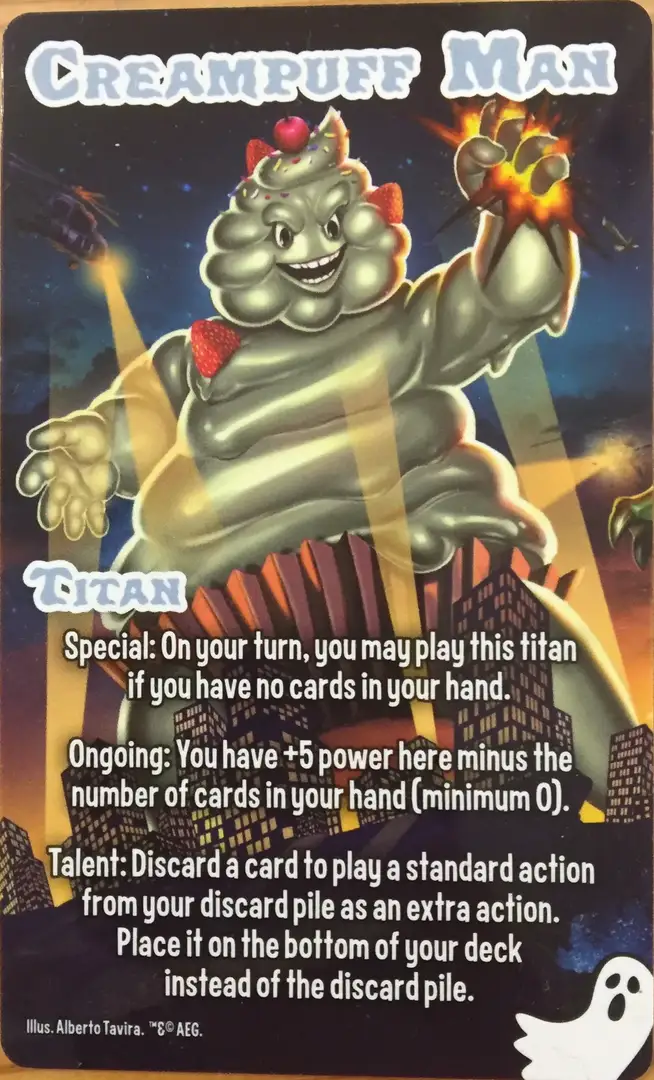 Creampuff Man
Titan
Special: On your turn, you may play this titan
if you have no cards in your hand.
Ongoing: You have +5 power here minus the
number of cards in your hand (minimum 0).
Talent: Discard a card to play a standard action
from your discard pile as an extra action.
Place it on the bottom of your deck
instead of the discard pile.
Illus. Alberto Tavira. ™&© AEG.